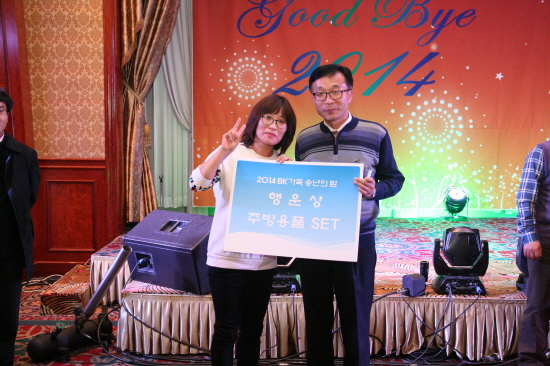 Good Bye
2014
2014 BK가족 송년의 밤
행운상
주방용품 SET